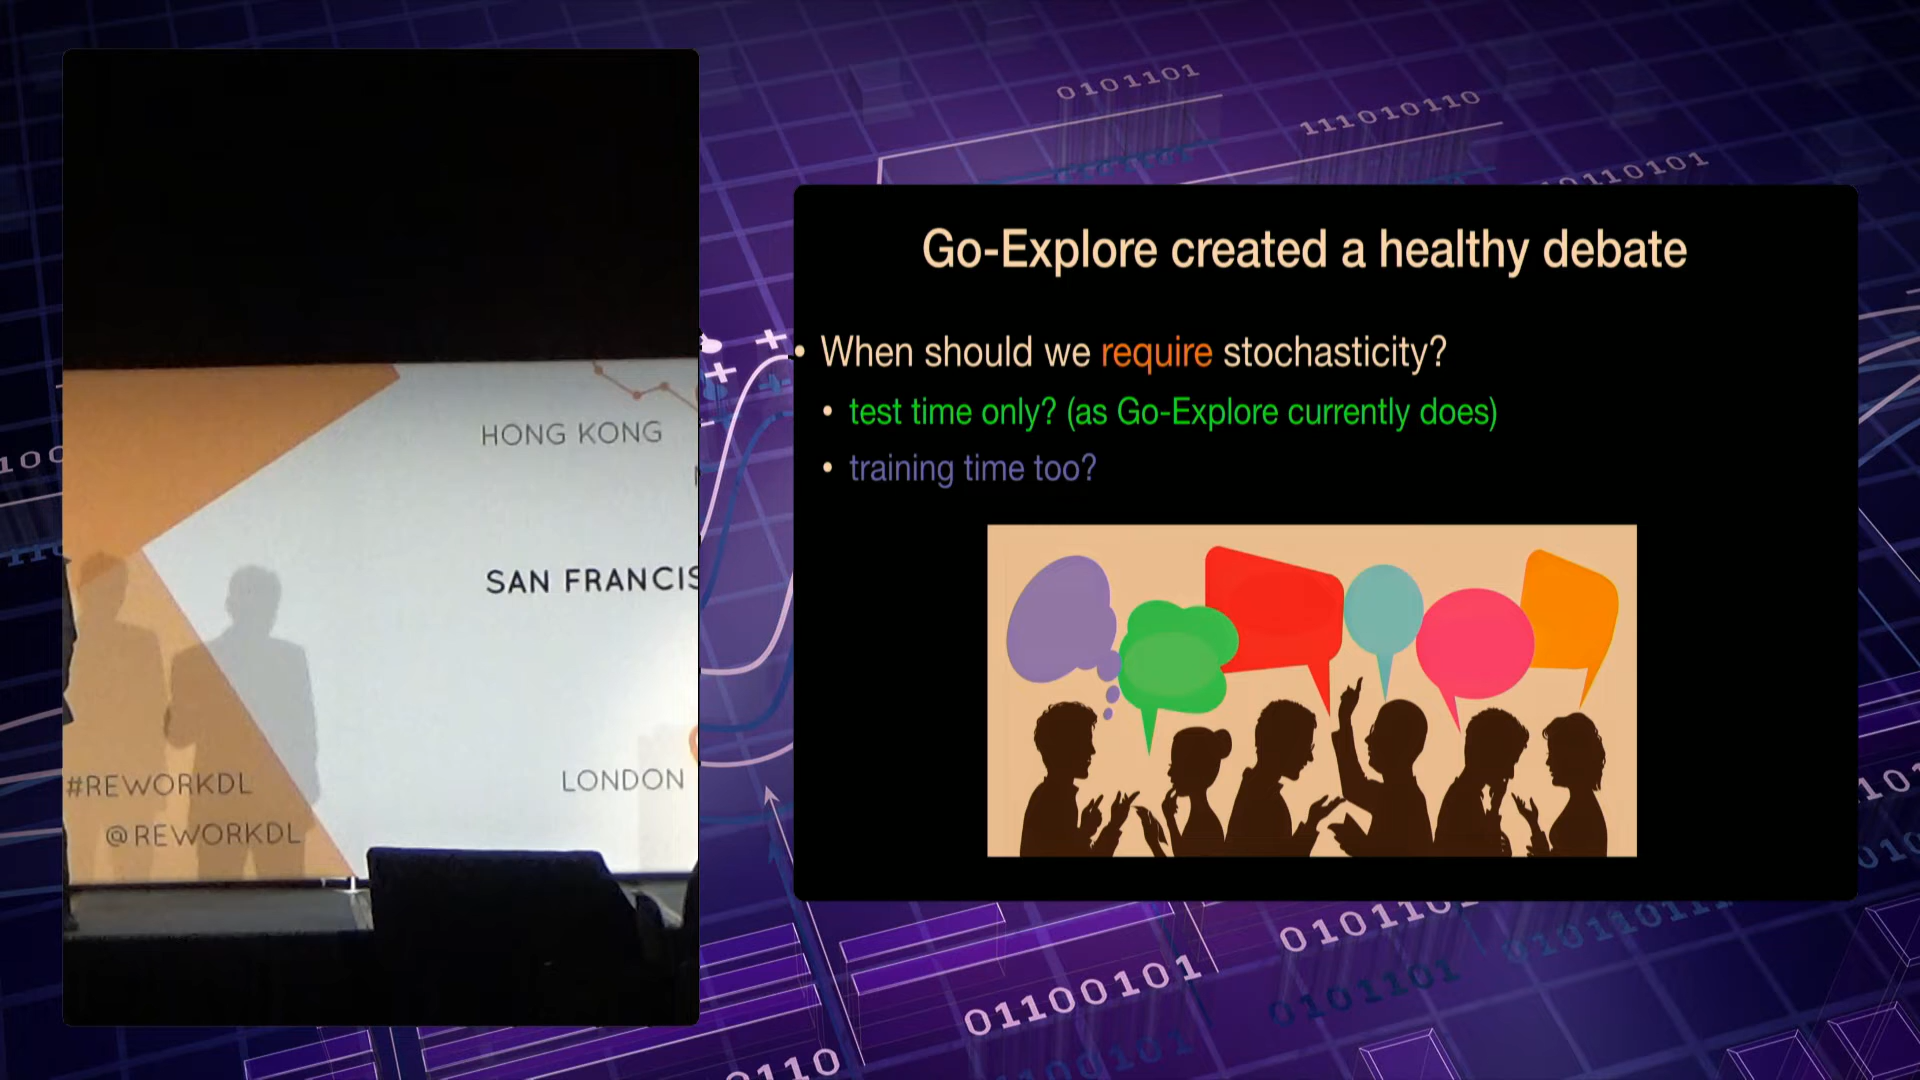 HONG KONG
SAN FRANCIS
LONDON
#REWORKDL
@REWORKDL
Go-Explore created a healthy debate
• When should we require stochasticity?
• test time only? (as Go-Explore currently does)
• training time too?
0101101
111010110
01100101